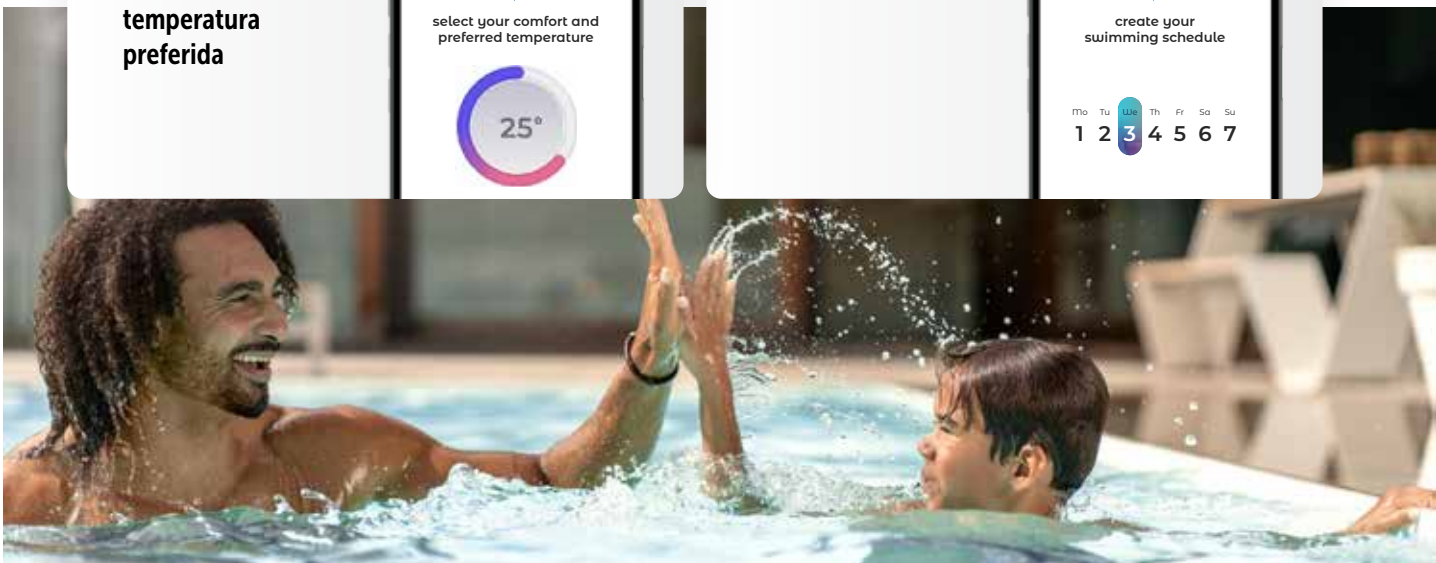 temperatura
preferida
select your comfort and
preferred temperature
25°
create your
swimming schedule
Mo Tu We Th Fr Sa Su
1 2 3 4 5 6 7